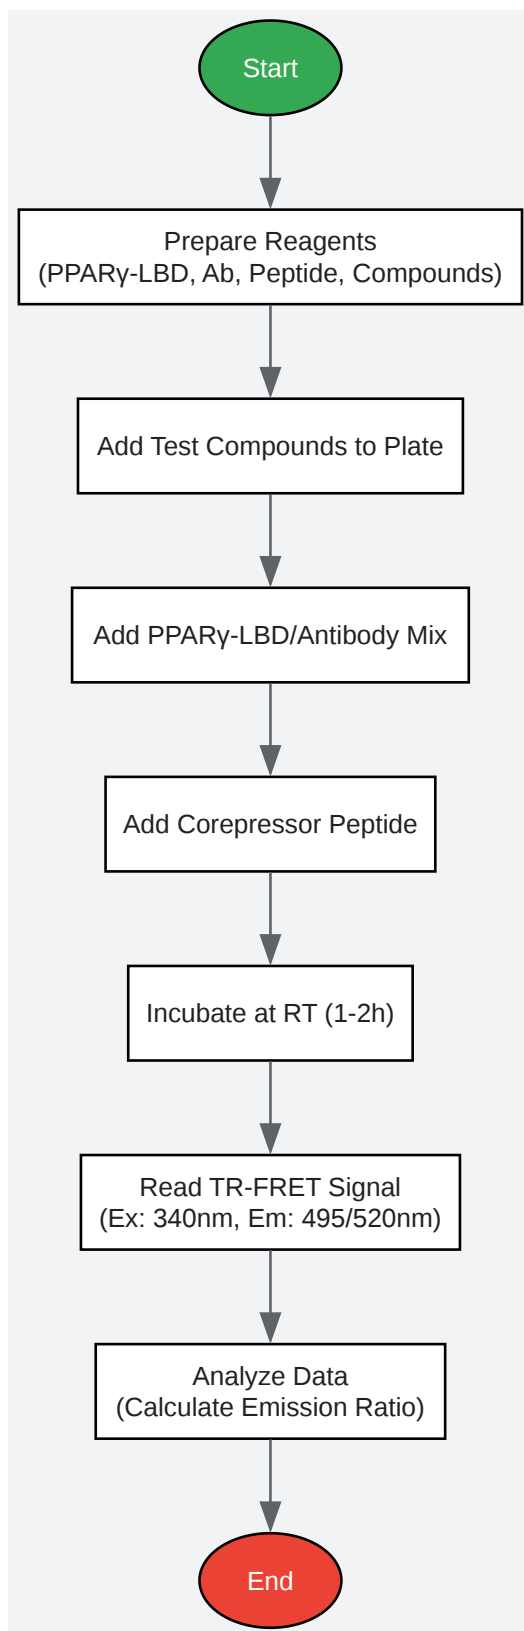 Start
Prepare Reagents
(PPARγ-LBD, Ab, Peptide, Compounds)
Add Test Compounds to Plate
Add PPARγ-LBD/Antibody Mix
Add Corepressor Peptide
Incubate at RT (1-2h)
Read TR-FRET Signal
(Ex: 340nm, Em: 495/520nm)
Analyze Data
(Calculate Emission Ratio)
End